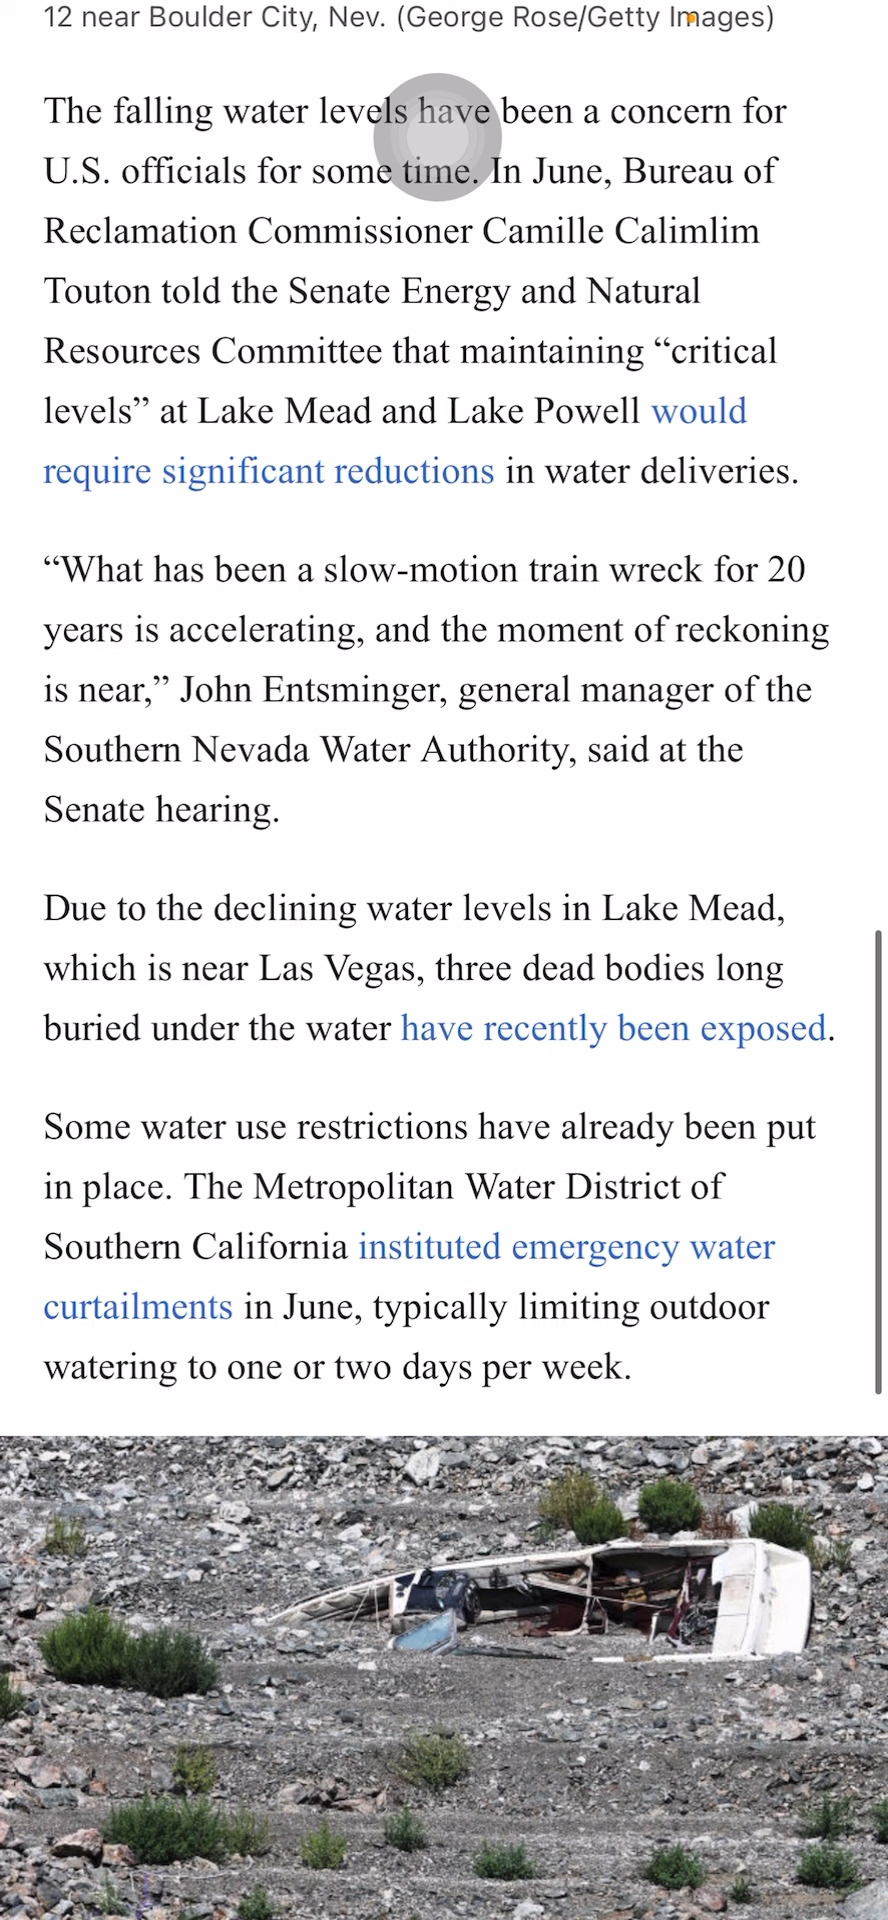 12 near Boulder City, Nev. (George Rose/Getty Images)
The falling water levels have been a concern for
U.S. officials for some time. In June, Bureau of
Reclamation Commissioner Camille Calimlim
Touton told the Senate Energy and Natural
Resources Committee that maintaining “critical
levels” at Lake Mead and Lake Powell would
require significant reductions in water deliveries.
“What has been a slow-motion train wreck for 20
years is accelerating, and the moment of reckoning
is near,” John Entsminger, general manager of the
Southern Nevada Water Authority, said at the
Senate hearing.
Due to the declining water levels in Lake Mead,
which is near Las Vegas, three dead bodies long
buried under the water have recently been exposed.
Some water use restrictions have already been put
in place. The Metropolitan Water District of
Southern California instituted emergency water
curtailments in June, typically limiting outdoor
watering to one or two days per week.